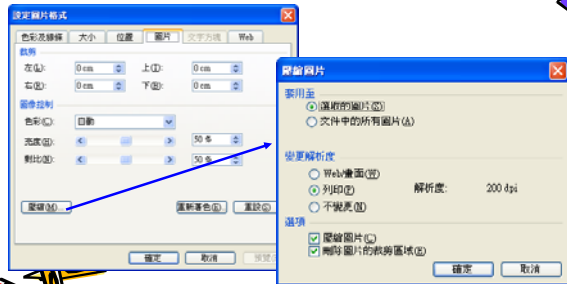 設定圖片格式
色彩及線條 大小 位置 圖片 文字方塊 Web
裁剪
左(L): 0 cm 上(T): 0 cm
右(R): 0 cm 下(B): 0 cm
圖像控制
色彩(C): 自動
亮度(H): 50 %
對比(N): 50 %
壓縮(M)... 重新著色(E) 重設(S)
確定 取消
壓縮圖片
套用至
選取的圖片(S)
文件中的所有圖片(A)
變更解析度
Web/畫面(W)
列印(P) 解析度: 200 dpi
不變更(N)
選項
壓縮圖片(C)
刪除圖片的裁剪區域(E)
確定 取消